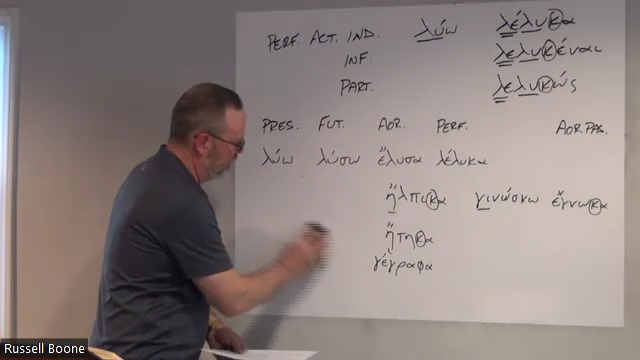 PERF. ACT. IND. λύω λέλυκα
INF. λελυκέναι
PART. λελυκώς
PRES. FUT. AOR. PERF. AOR. PAS.
λύω λύσω ἔλυσα λέλυκα
ἤλπικα γινώσκω ἔγνωκα
ἤτηκα
γέγραφα
Russell Boone